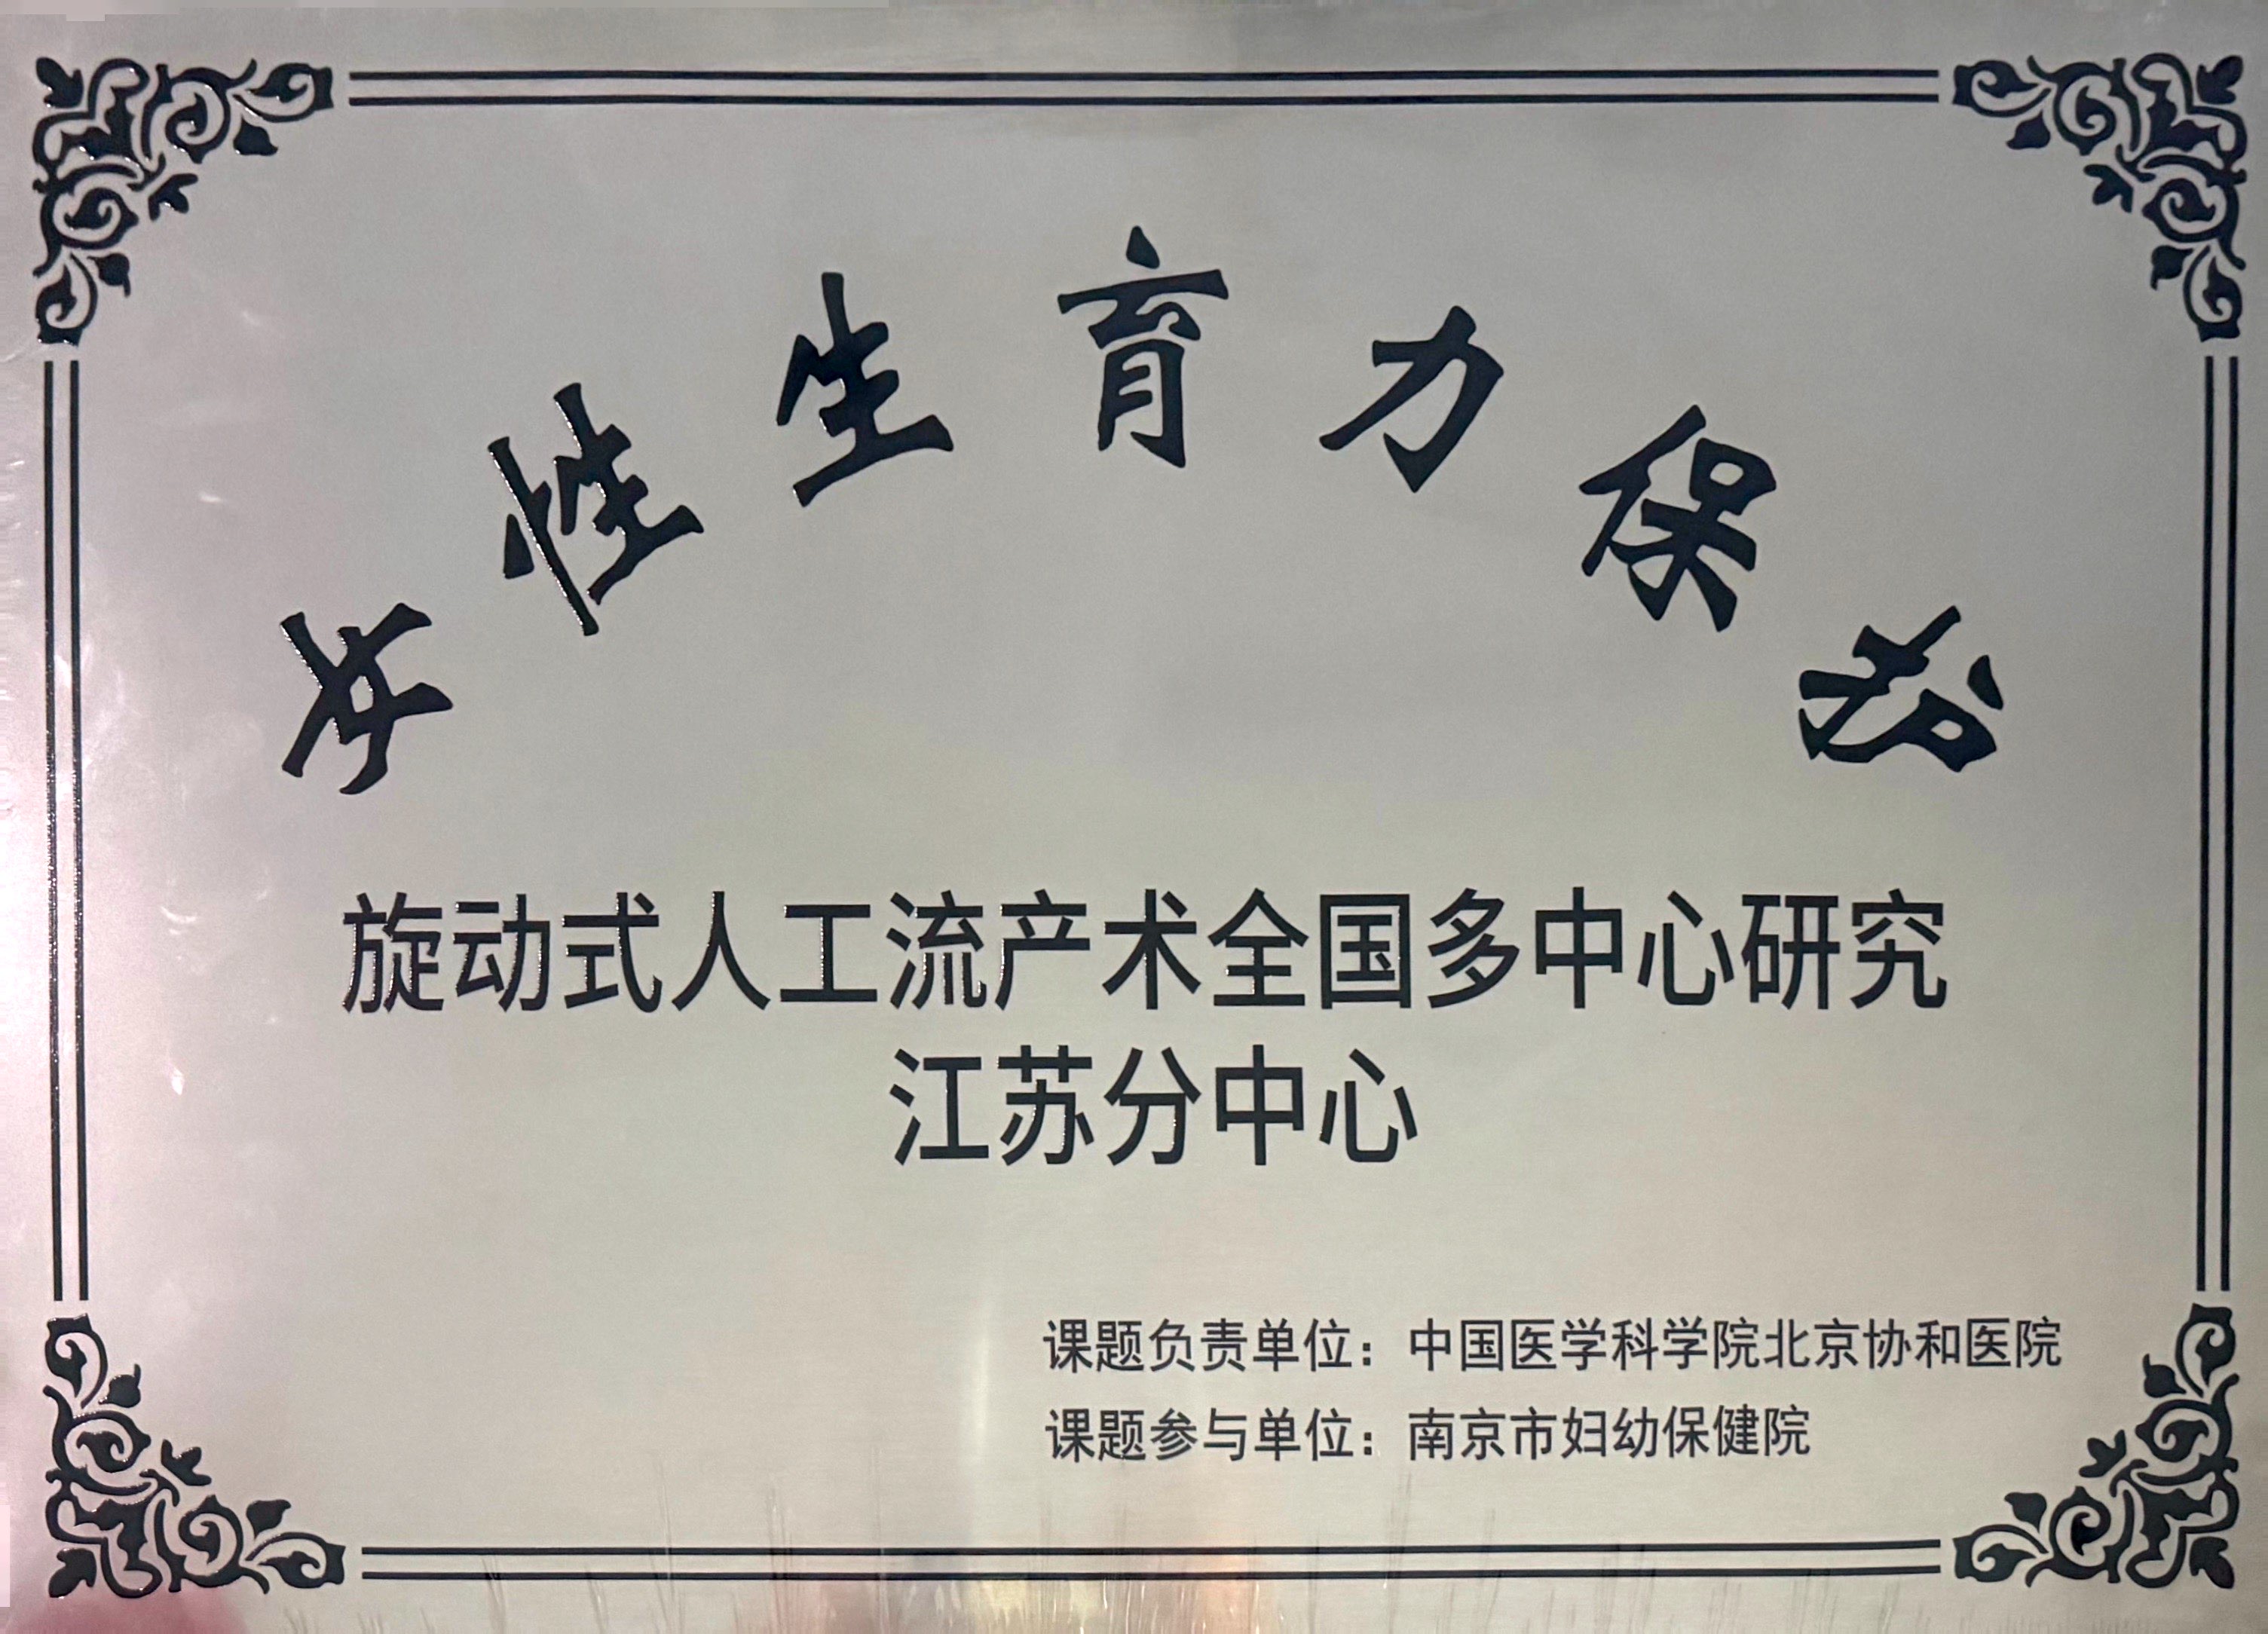 女性生育力保护
旋动式人工流产术全国多中心研究
江苏分中心
课题负责单位：中国医学科学院北京协和医院
课题参与单位：南京市妇幼保健院